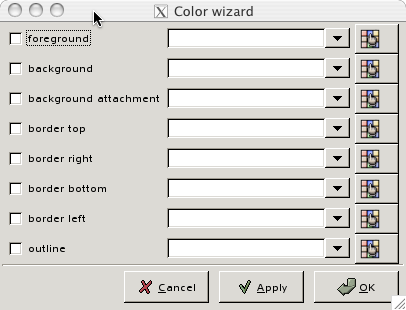 Color wizard
foreground
background
background attachment
border top
border right
border bottom
border left
outline
Cancel Apply OK